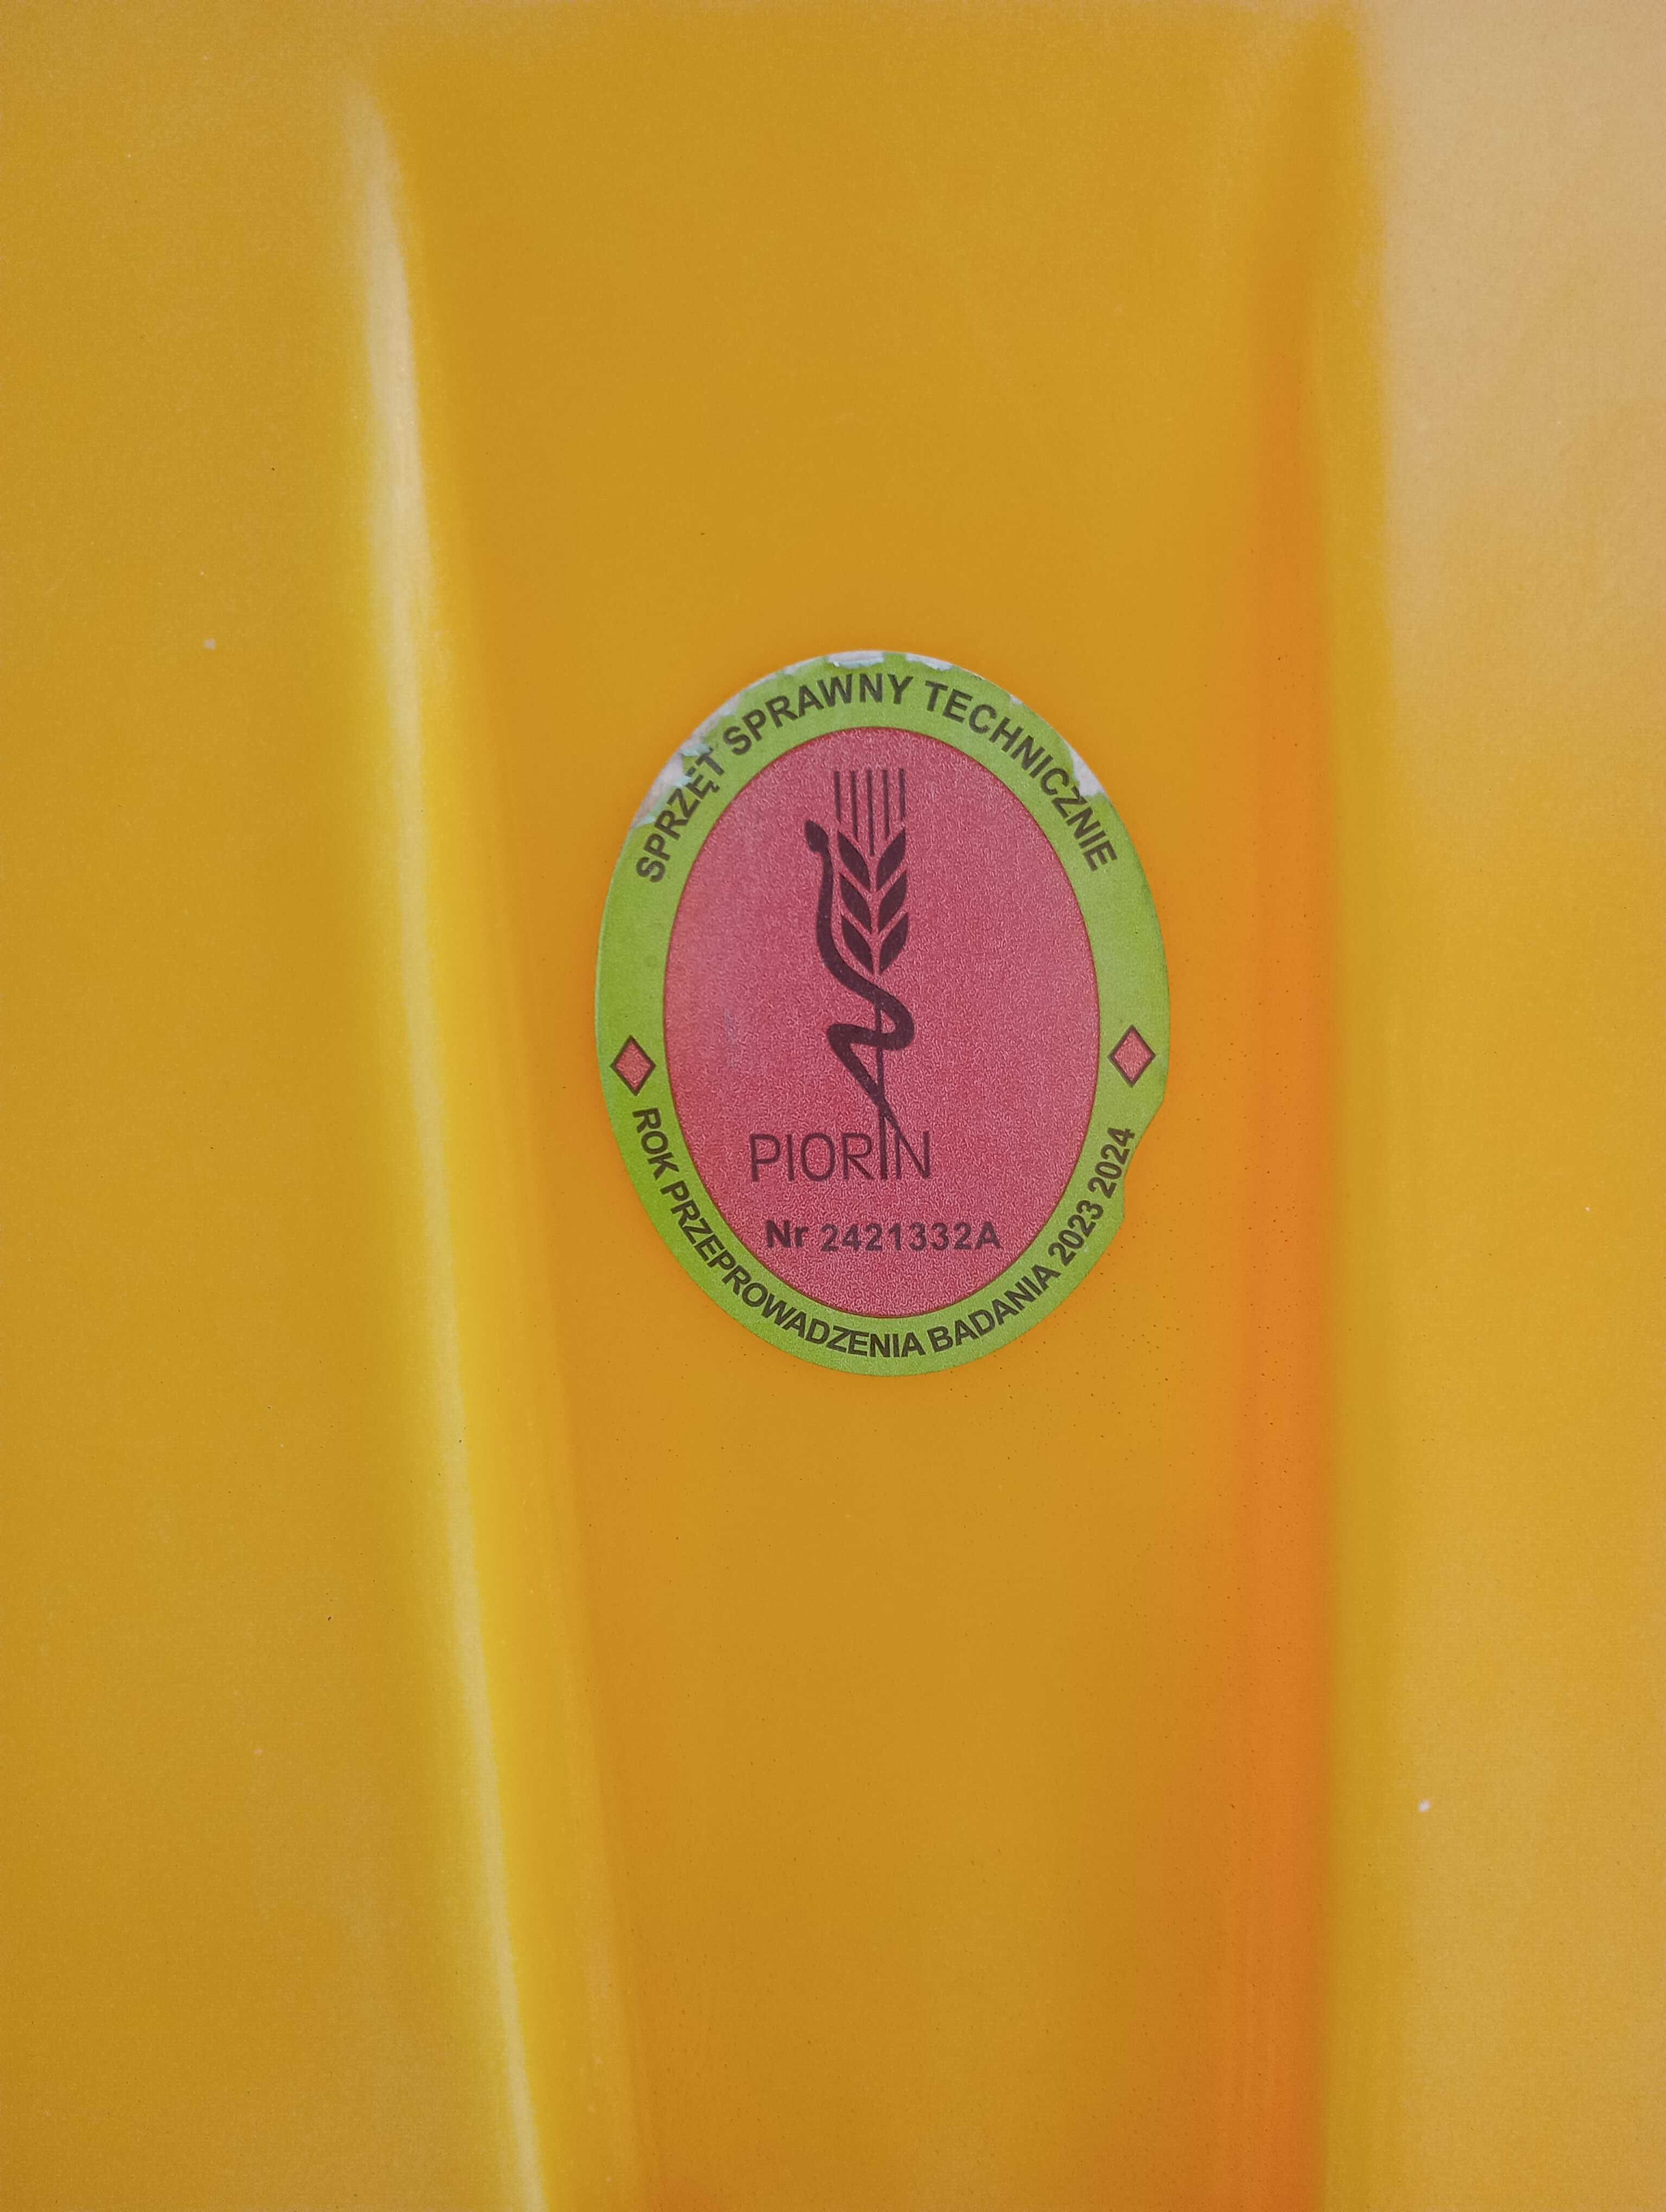 SPRZĘT SPRAWNY TECHNICZNIE
PIORIN
Nr 2421332A
ROK PRZEPROWADZENIA BADANIA 2023 2024